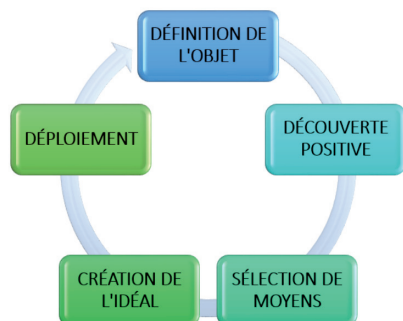 DÉFINITION DE
L'OBJET
DÉCOUVERTE
POSITIVE
SÉLECTION DE
MOYENS
CRÉATION DE
L'IDÉAL
DÉPLOIEMENT